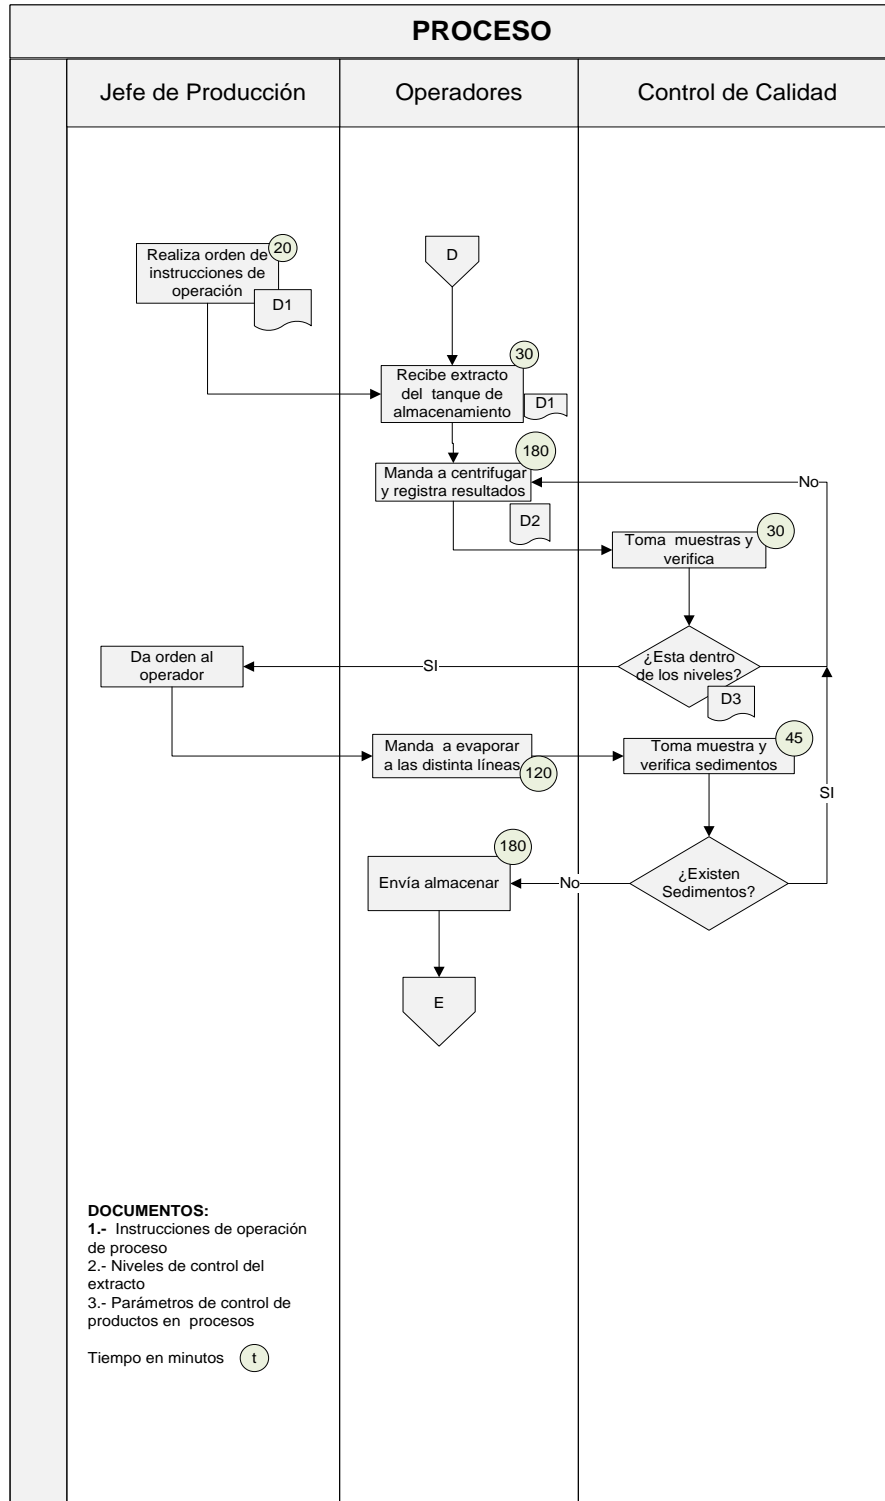 PROCESO
Jefe de Producción
Operadores
Control de Calidad
20
Realiza orden de
instrucciones de
operación
D1
D
30
Recibe extracto
del tanque de
almacenamiento
D1
180
Manda a centrifugar
y registra resultados
D2
No
30
Toma muestras y
verifica
¿Esta dentro
de los niveles?
D3
SI
Da orden al
operador
Manda a evaporar
a las distinta líneas
120
45
Toma muestra y
verifica sedimentos
SI
¿Existen
Sedimentos?
No
180
Envía almacenar
E
DOCUMENTOS:
1.- Instrucciones de operación
de proceso
2.- Niveles de control del
extracto
3.- Parámetros de control de
productos en procesos
Tiempo en minutos t